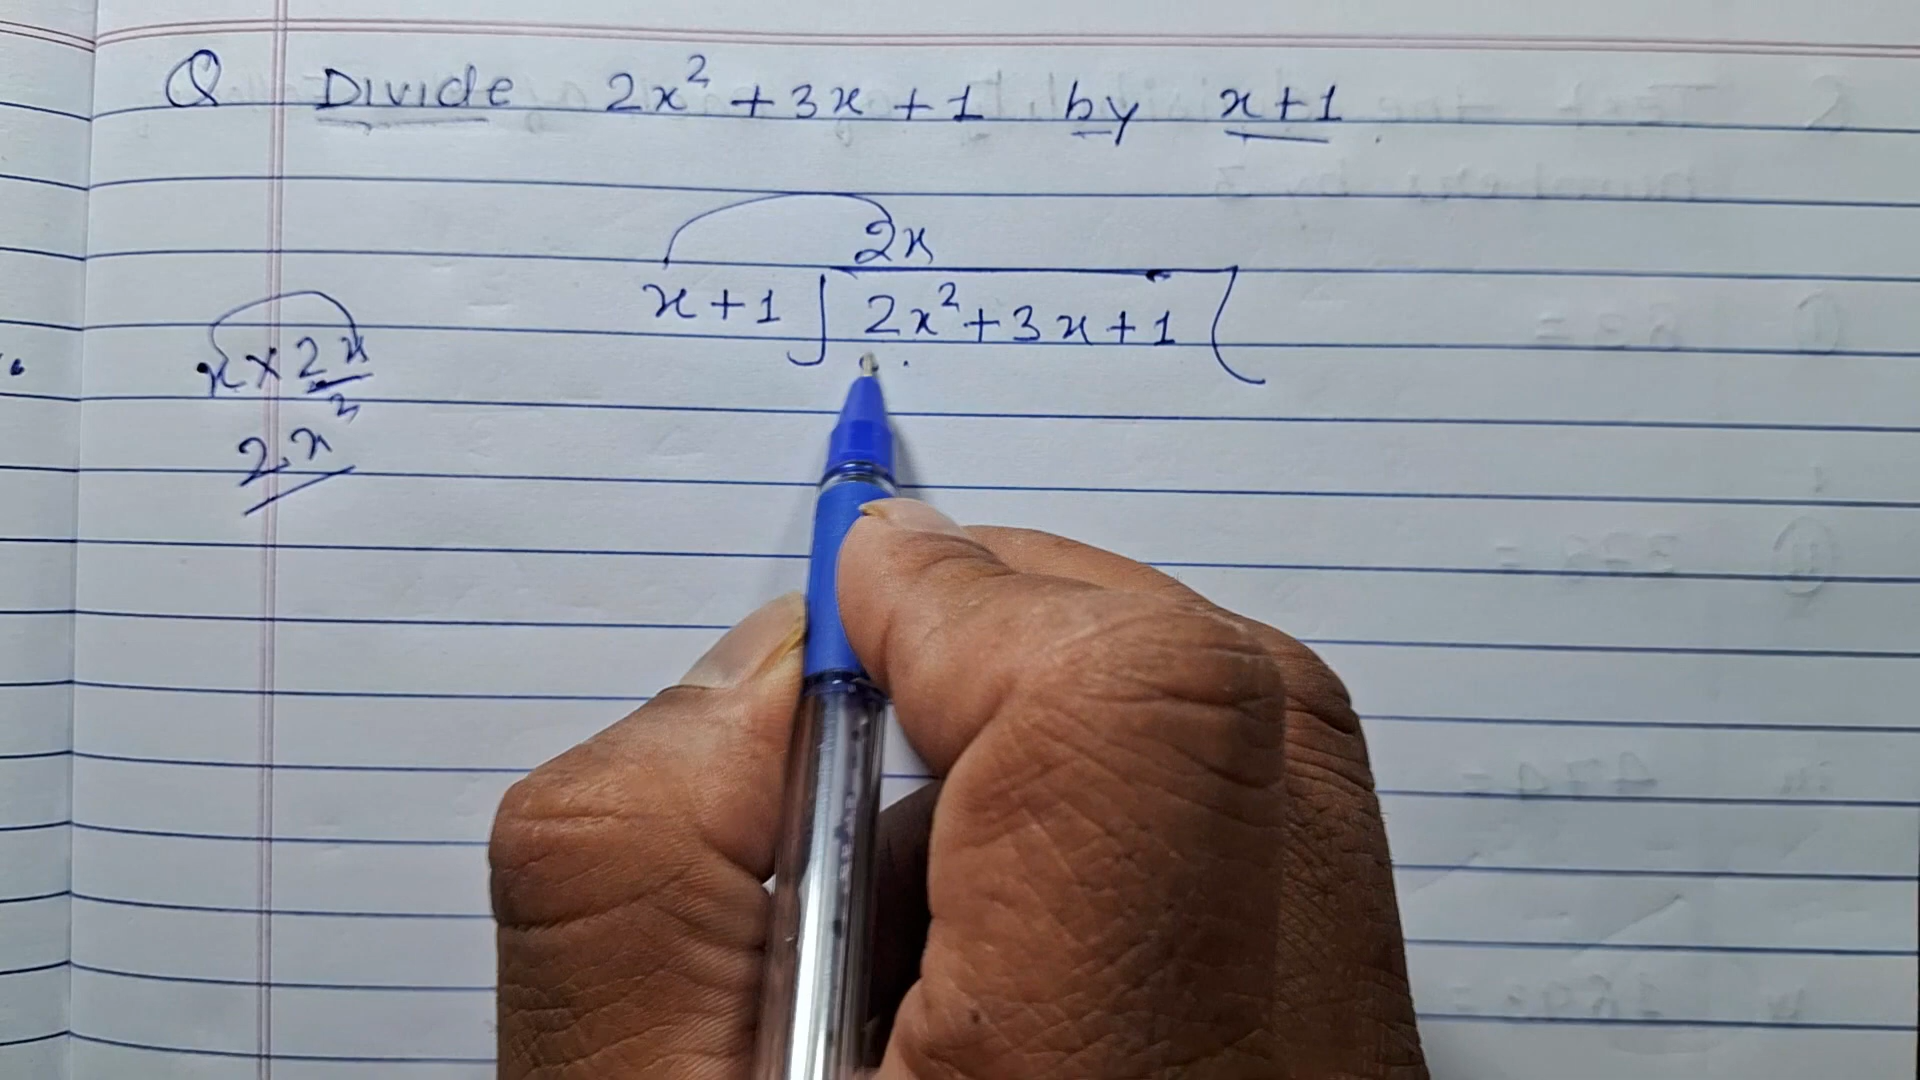 Q Divide 2x² + 3x + 1 by x+1.
2x
x+1 2x²+3x+1
x × 2x
2x²